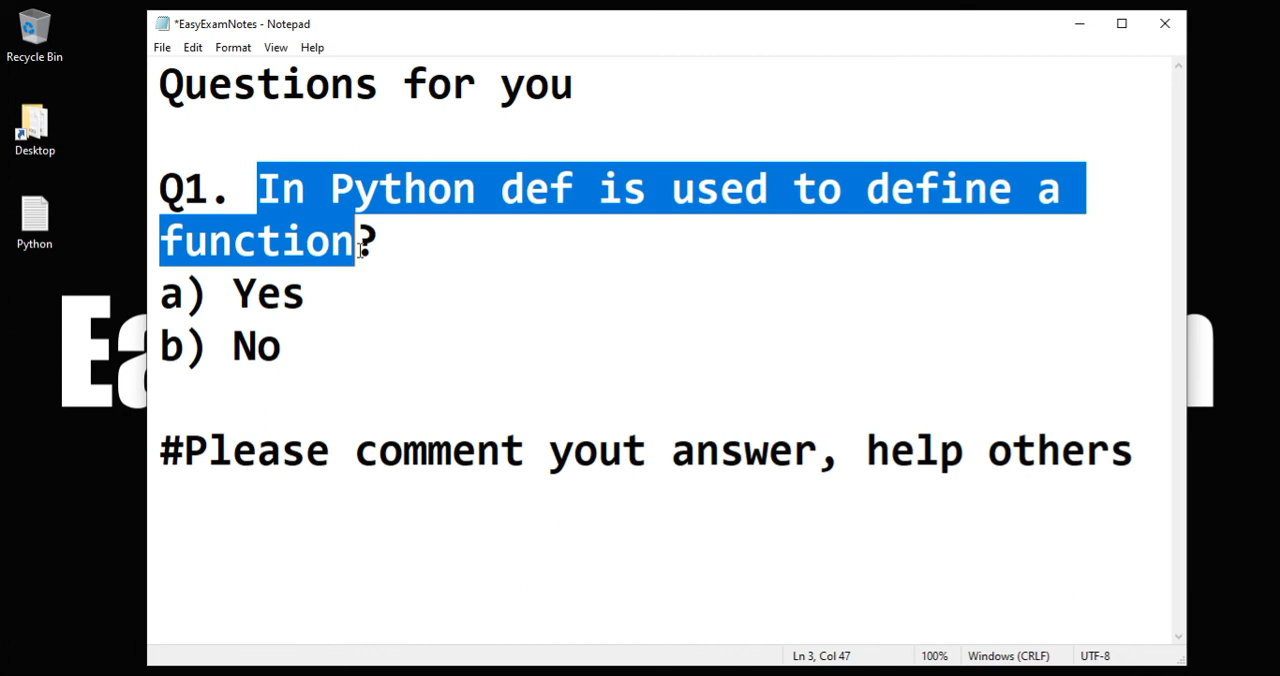 *EasyExamNotes - Notepad
File Edit Format View Help
Recycle Bin
Desktop
Python
Questions for you
Q1. In Python def is used to define a
function?
a) Yes
b) No
#Please comment yout answer, help others
Ln 3, Col 47 100% Windows (CRLF) UTF-8